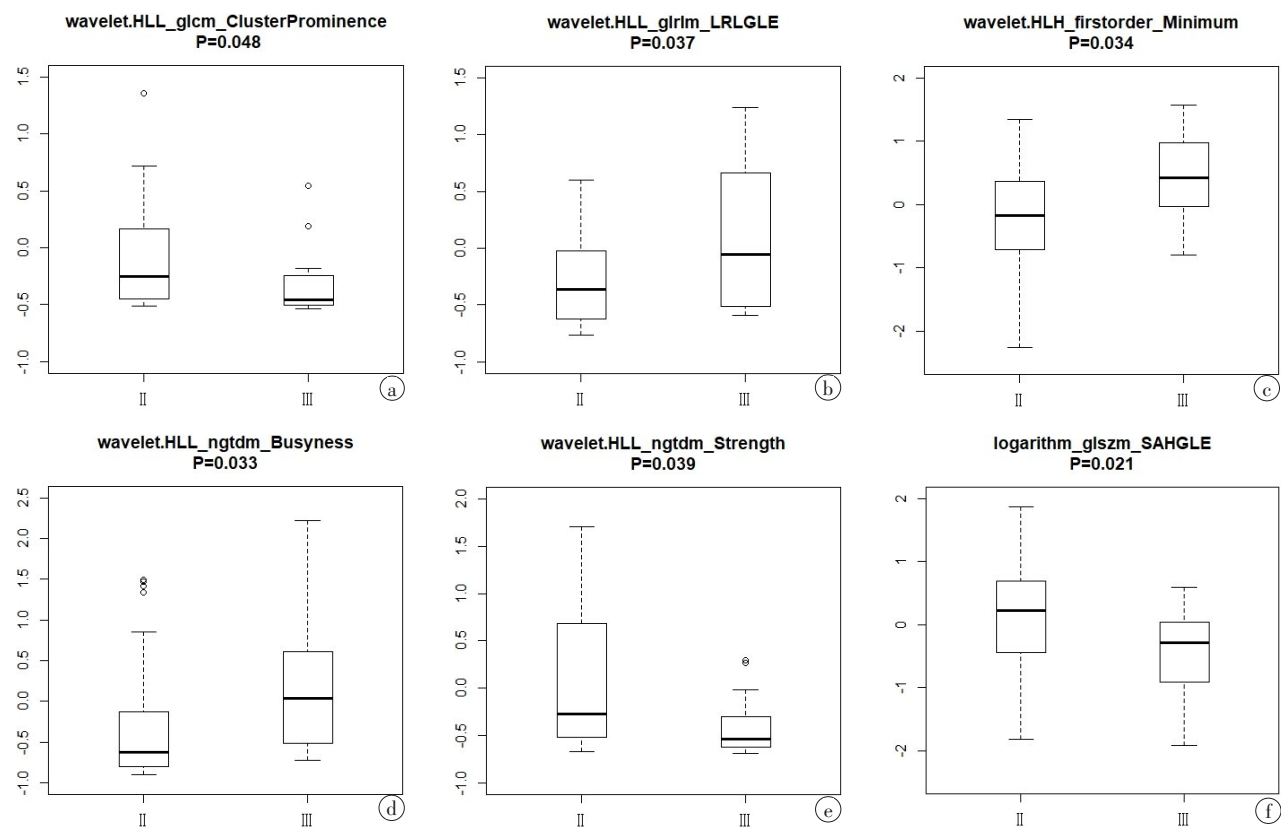 wavelet.HLL_glcm_ClusterProminence
P=0.048
1.5
1.0
0.5
0.0
-0.5
-1.0
Ⅱ
Ⅲ
a
wavelet.HLL_glrlm_LRLGLE
P=0.037
1.5
1.0
0.5
0.0
-0.5
-1.0
Ⅱ
Ⅲ
b
wavelet.HLH_firstorder_Minimum
P=0.034
2
1
0
-1
-2
Ⅱ
Ⅲ
c
wavelet.HLL_ngtdm_Busyness
P=0.033
2.5
2.0
1.5
1.0
0.5
0.0
-0.5
-1.0
Ⅱ
Ⅲ
d
wavelet.HLL_ngtdm_Strength
P=0.039
2.0
1.5
1.0
0.5
0.0
-0.5
-1.0
Ⅱ
Ⅲ
e
logarithm_glszm_SAHGLE
P=0.021
2
1
0
-1
-2
Ⅱ
Ⅲ
f